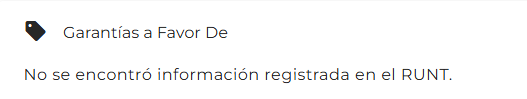 Garantías a Favor De
No se encontró información registrada en el RUNT.